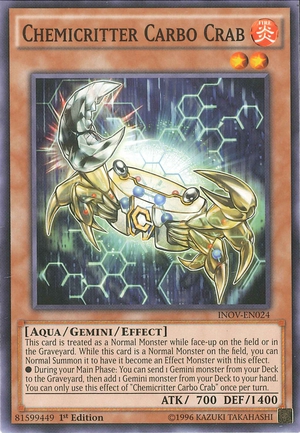 CHEMICRITTER CARBO CRAB
FIRE
炎
INOV-EN024
[AQUA/GEMINI/EFFECT]
This card is treated as a Normal Monster while face-up on the field or in
the Graveyard. While this card is a Normal Monster on the field, you can
Normal Summon it to have it become an Effect Monster with this effect.
● During your Main Phase: You can send 1 Gemini monster from your Deck
to the Graveyard, then add 1 Gemini monster from your Deck to your hand.
You can only use this effect of "Chemicritter Carbo Crab" once per turn.
ATK/ 700 DEF/1400
81599449 1st Edition ©1996 KAZUKI TAKAHASHI